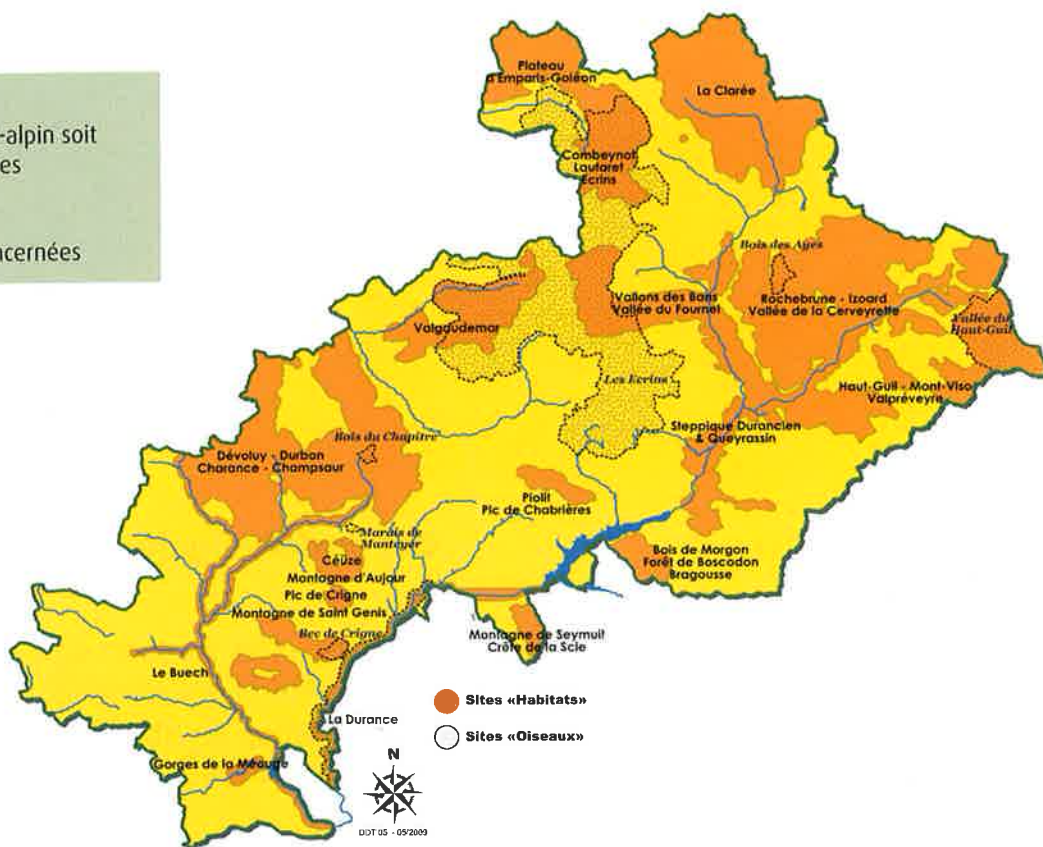 -alpin soit
es
ncernées
Plateau
d'Emparis-Goléon
La Clarée
Combeynot
Lautaret
Ecrins
Bois des Ayes
Vallons des Bans
Vallée du Fournel
Rochebrune - Izoard
Vallée de la Cerveyrette
Vallée du
Haut-Guil
Valgaudemar
Les Ecrins
Haut-Guil - Mont-Viso
Valpréveyre
Steppique Durancien
& Queyrassin
Bois du Chapitre
Dévoluy - Durbon
Charance - Champsaur
Piolit
Pic de Chabrières
Marais de
Manteyer
Céüze
Montagne d'Aujour
Pic de Crigne
Montagne de Saint Genis
Bec de Crigne
Bois de Morgon
Forêt de Boscodon
Bragousse
Montagne de Seymuit
Crête de la Scie
Le Buech
Sites «Habitats»
La Durance
Sites «Oiseaux»
N
Gorges de la Méouge
DDT 05 - 05/2009